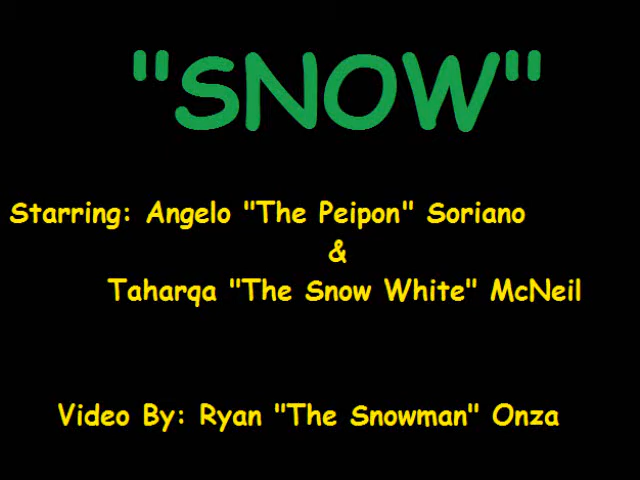 "SNOW"
Starring: Angelo "The Peipon" Soriano
&
Taharqa "The Snow White" McNeil
Video By: Ryan "The Snowman" Onza